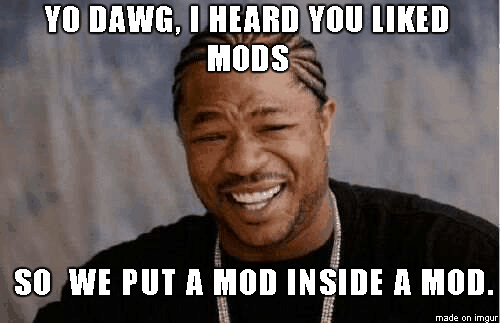 YO DAWG, I HEARD YOU LIKED
MODS
SO WE PUT A MOD INSIDE A MOD.
made on imgur